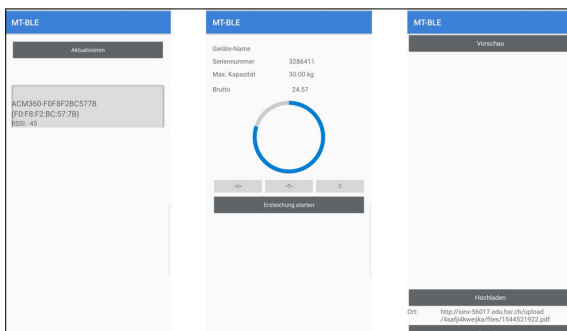 MT-BLE
Aktualisieren
ACM360-F0F8F2BC577B
(F0:F8:F2:BC:57:7B)
RSSI: -45
MT-BLE
Geräte-Name
Seriennummer 3286411
Max. Kapazität 30.00 kg
Brutto 24.57
-T-
C
Ersteichung starten
MT-BLE
Vorschau
Hochladen
Ort: http://sinv-56017.edu.hsr.ch/upload
/4safji4kweijka/files/1544521922.pdf